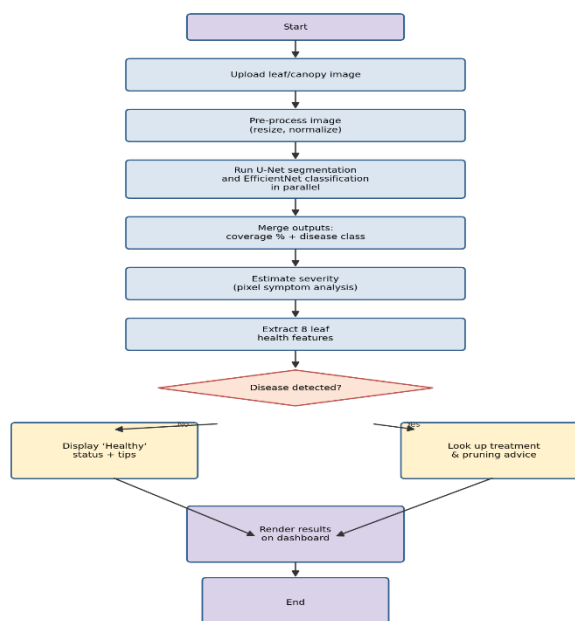 Start
Upload leaf/canopy image
Pre-process image
(resize, normalize)
Run U-Net segmentation
and EfficientNet classification
in parallel
Merge outputs:
coverage % + disease class
Estimate severity
(pixel symptom analysis)
Extract 8 leaf
health features
Disease detected?
Yes
Display 'Healthy'
status + tips
Look up treatment
& pruning advice
Render results
on dashboard
End